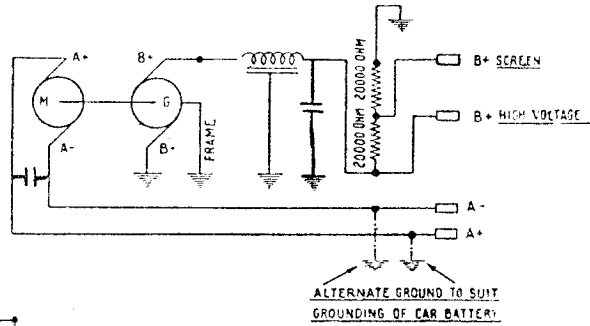 A+
B+
M
G
A-
B-
FRAME
20000 OHM 20000 OHM
B+ SCREEN
B+ HIGH VOLTAGE
A-
A+
ALTERNATE GROUND TO SUIT
GROUNDING OF CAR BATTERY